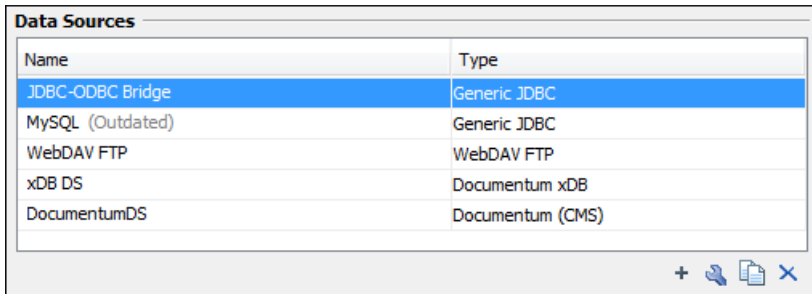 Data Sources
Name Type
JDBC-ODBC Bridge Generic JDBC
MySQL (Outdated) Generic JDBC
WebDAV FTP WebDAV FTP
xDB DS Documentum xDB
DocumentumDS Documentum (CMS)